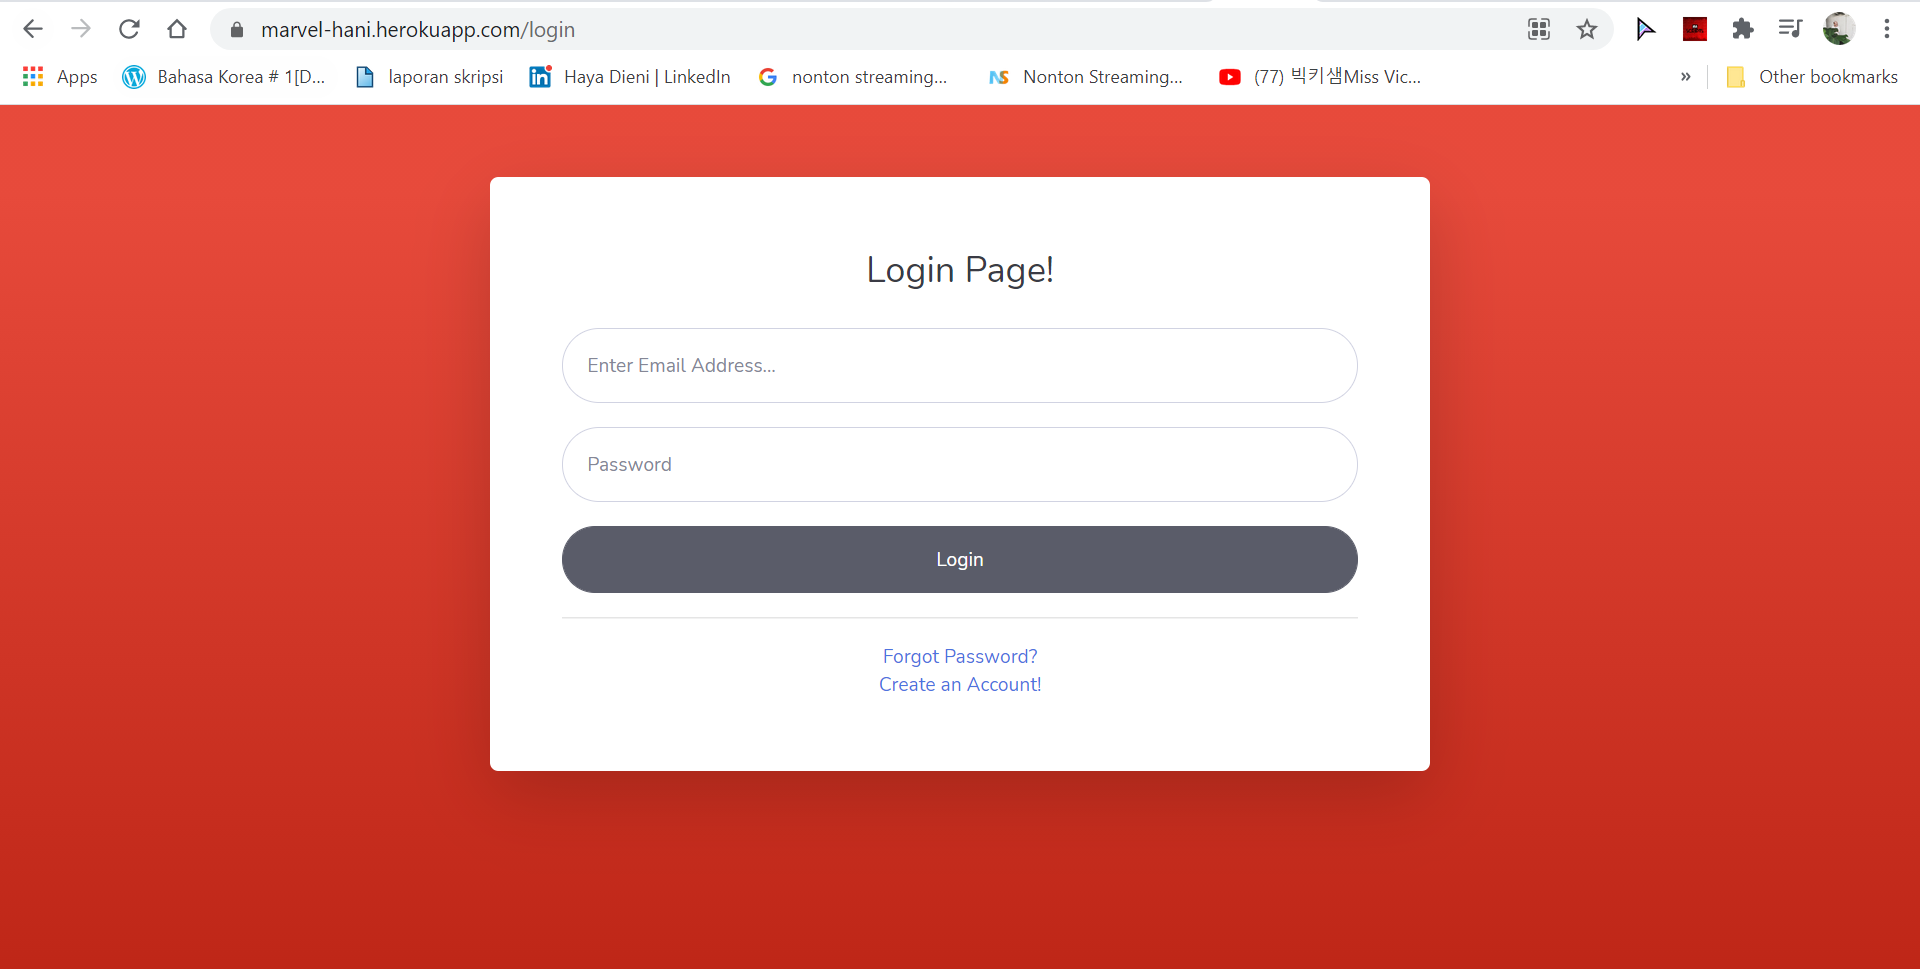 marvel-hani.herokuapp.com/login
Apps Bahasa Korea # 1[D... laporan skripsi Haya Dieni | LinkedIn nonton streaming... Nonton Streaming... (77) 빅키샘Miss Vic... » Other bookmarks
Login Page!
Enter Email Address...
Password
Login
Forgot Password?
Create an Account!